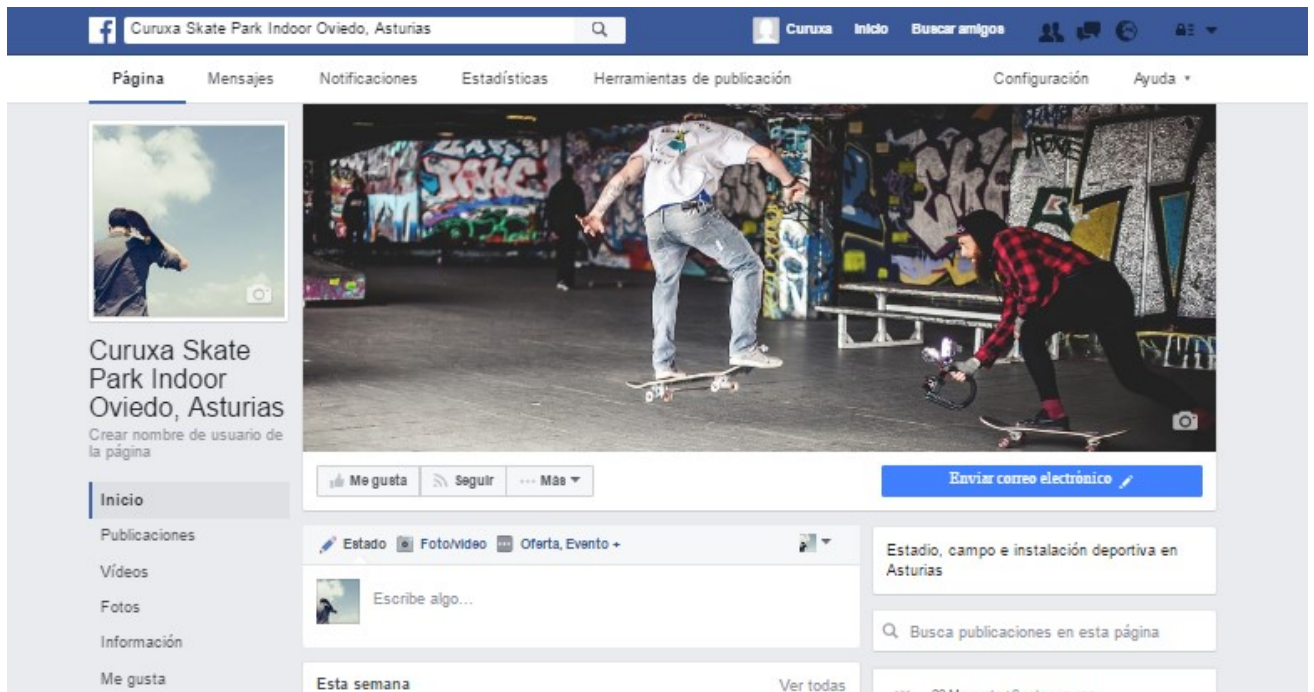 Curuxa Skate Park Indoor Oviedo, Asturias
Curuxa Inicio Buscar amigos
Página Mensajes Notificaciones Estadísticas Herramientas de publicación Configuración Ayuda
Curuxa Skate
Park Indoor
Oviedo, Asturias
Crear nombre de usuario de
la página
Me gusta Seguir Más
Enviar correo electrónico
Inicio
Publicaciones
Vídeos
Fotos
Información
Me gusta
Estado Foto/vídeo Oferta, Evento +
Escribe algo...
Esta semana Ver todas
Estadio, campo e instalación deportiva en
Asturias
Busca publicaciones en esta página